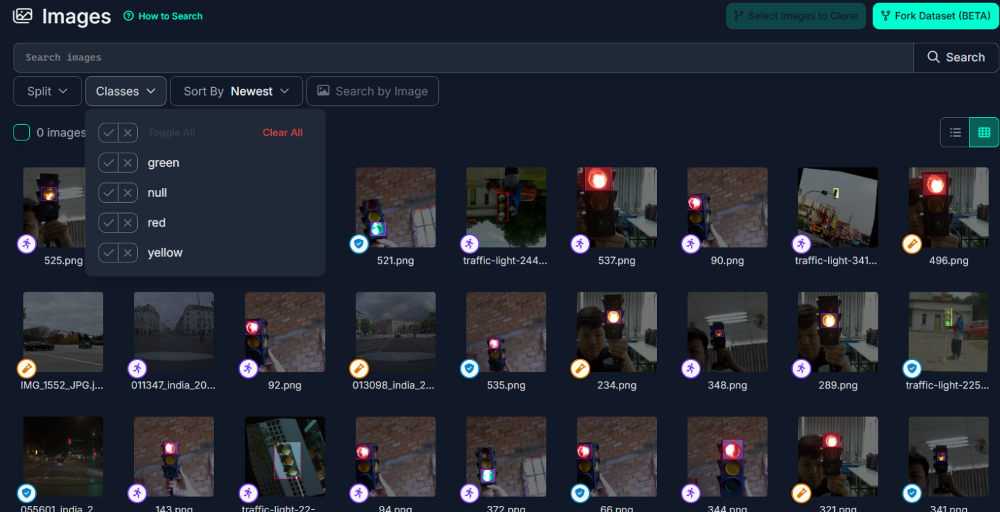 Images
How to Search
Select Images to Clone
Fork Dataset (BETA)
Search images
Search
Split
Classes
Sort By Newest
Search by Image
0 images
Toggle All
Clear All
green
null
red
yellow
525.png
521.png
traffic-light-244...
537.png
90.png
traffic-light-341...
496.png
IMG_1552_JPG.j...
011347_india_20...
92.png
013098_india_2...
535.png
234.png
348.png
289.png
traffic-light-225...
055601_india_2
143.png
traffic-light-22-
94.png
372.png
66.png
344.png
321.png
341.png